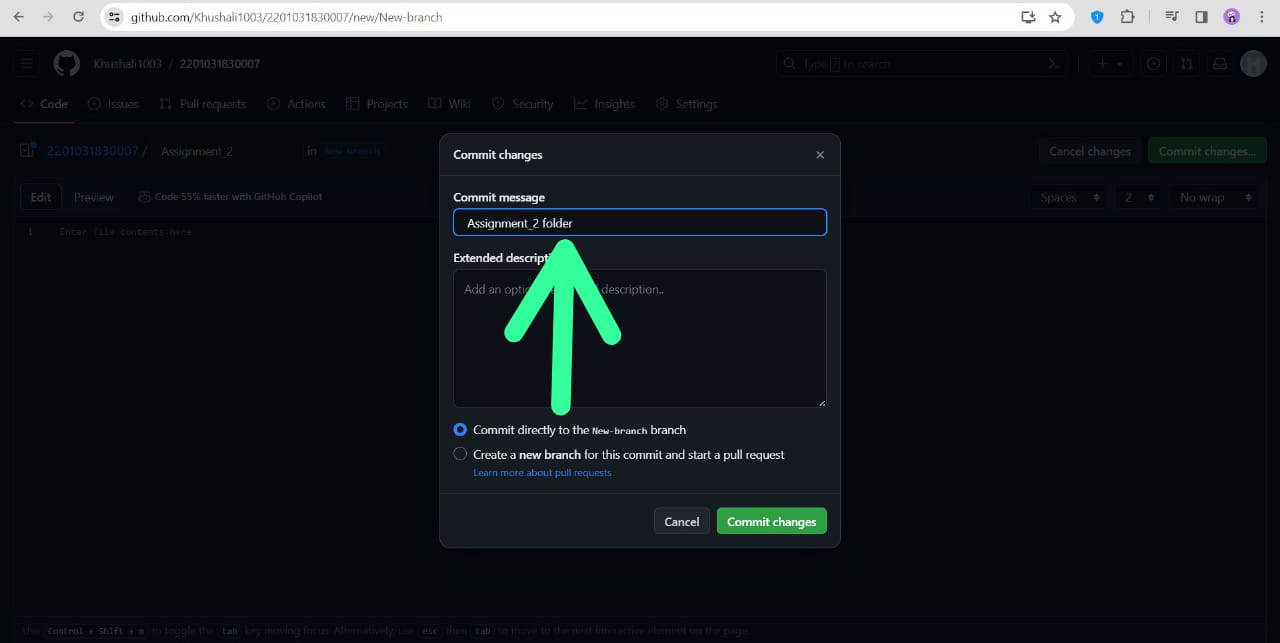 github.com/Khushali1003/2201031830007/new/New-branch
Khushali1003 / 2201031830007
Type / to search
Code Issues Pull requests Actions Projects Wiki Security Insights Settings
2201031830007 / Assignment_2 in New-branch
Cancel changes Commit changes...
Edit Preview Code 55% faster with GitHub Copilot
Spaces 2 No wrap
1 Enter file contents here
Commit changes
Commit message
Assignment_2 folder
Extended descripti
Add an optio description..
Commit directly to the New-branch branch
Create a new branch for this commit and start a pull request
Learn more about pull requests
Cancel Commit changes
Use Control + Shift + m to toggle the tab key moving focus. Alternatively, use esc then tab to move to the next interactive element on the page.